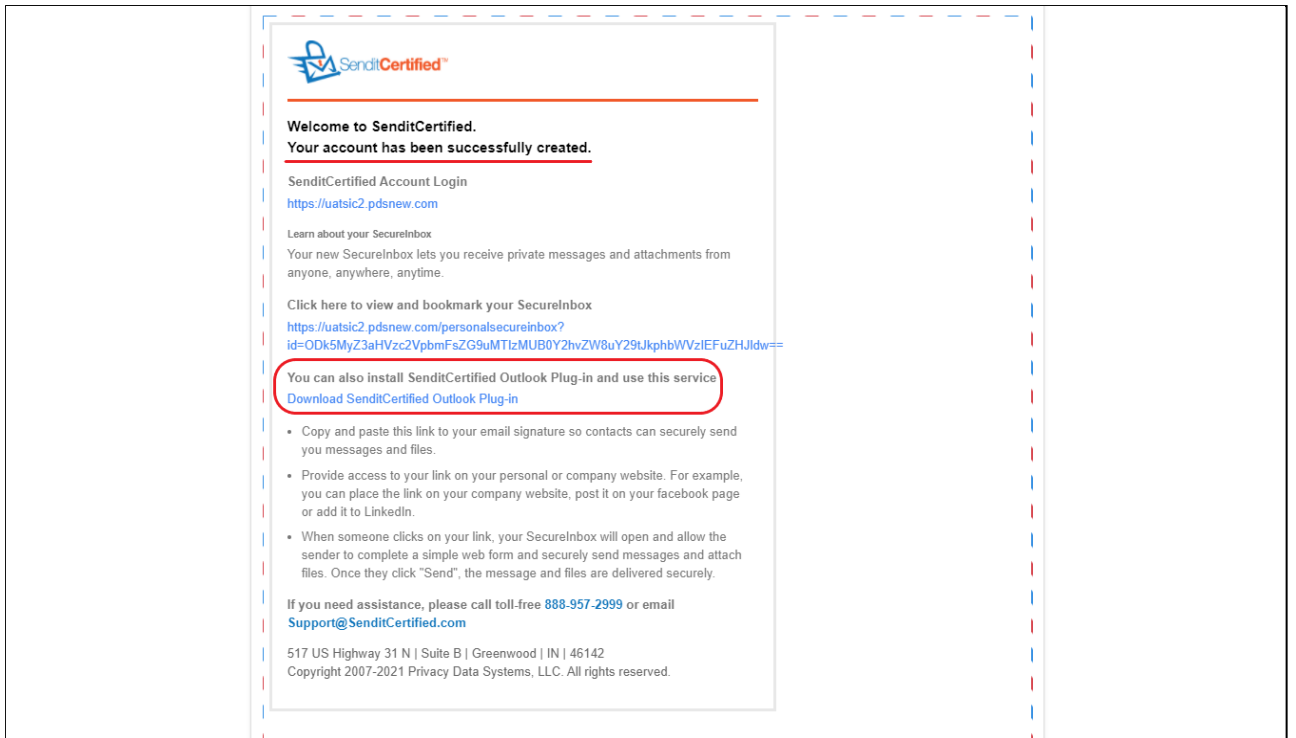 SenditCertified™
Welcome to SenditCertified.
Your account has been successfully created.
SenditCertified Account Login
https://uatsic2.pdsnew.com
Learn about your SecureInbox
Your new SecureInbox lets you receive private messages and attachments from
anyone, anywhere, anytime.
Click here to view and bookmark your SecureInbox
https://uatsic2.pdsnew.com/personalsecureinbox?
id=ODk5MyZ3aHVzc2VpbmFsZG9uMTIzMUB0Y2hvZW8uY29tJkphbWVzIEFuZHJldw==
You can also install SenditCertified Outlook Plug-in and use this service
Download SenditCertified Outlook Plug-in
• Copy and paste this link to your email signature so contacts can securely send
you messages and files.
• Provide access to your link on your personal or company website. For example,
you can place the link on your company website, post it on your facebook page
or add it to LinkedIn.
• When someone clicks on your link, your SecureInbox will open and allow the
sender to complete a simple web form and securely send messages and attach
files. Once they click "Send", the message and files are delivered securely.
If you need assistance, please call toll-free 888-957-2999 or email
Support@SenditCertified.com
517 US Highway 31 N | Suite B | Greenwood | IN | 46142
Copyright 2007-2021 Privacy Data Systems, LLC. All rights reserved.